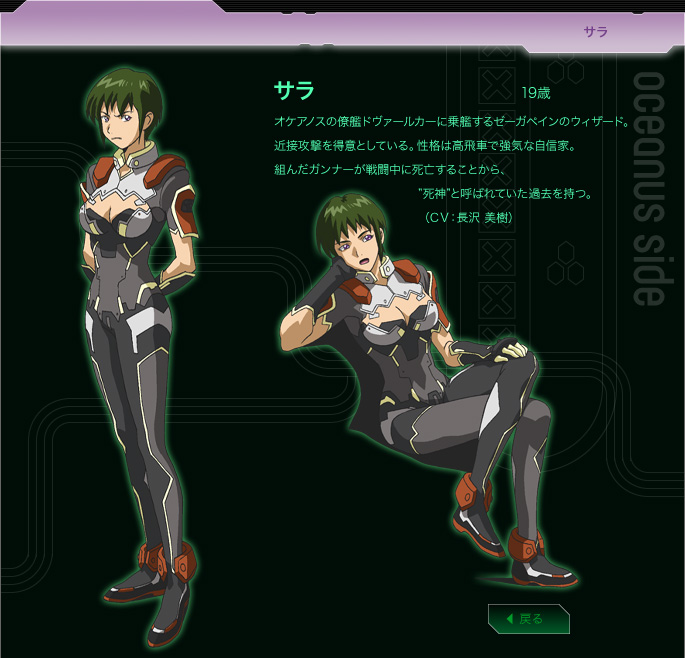 サラ
サラ 19歳
オケアノスの僚艦ドヴァールカーに乗艦するゼーガペインのウィザード。
近接攻撃を得意としている。性格は高飛車で強気な自信家。
組んだガンナーが戦闘中に死亡することから、
"死神"と呼ばれていた過去を持つ。
（CV：長沢 美樹）
oceanus side
戻る